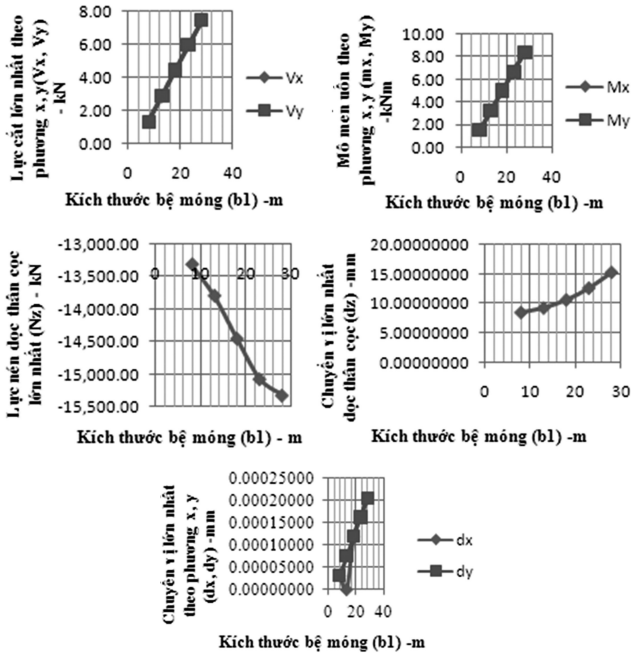 Lực cắt lớn nhất theo
phương x, y(Vx, Vy)
- kN
8.00
6.00
4.00
2.00
0.00
0
20
40
Vx
Vy
Kích thước bệ móng (b1) -m
Mô men uốn theo
phương x, y (mx, My)
-kNm
10.00
8.00
6.00
4.00
2.00
0.00
0
20
40
Mx
My
Kích thước bệ móng (b1) -m
Lực nén dọc thân cọc
lớn nhất (Nz) - kN
-13,000.00
-13,500.00
-14,000.00
-14,500.00
-15,000.00
-15,500.00
0
10
20
30
Kích thước bệ móng (b1) - m
Chuyển vị lớn nhất
dọc thân cọc (dz) -mm
20.00000000
15.00000000
10.00000000
5.00000000
0.00000000
0
10
20
30
Kích thước bệ móng (b1) -m
Chuyển vị lớn nhất
theo phương x, y
(dx, dy) -mm
0.00025000
0.00020000
0.00015000
0.00010000
0.00005000
0.00000000
0
20
40
dx
dy
Kích thước bệ móng (b1) -m